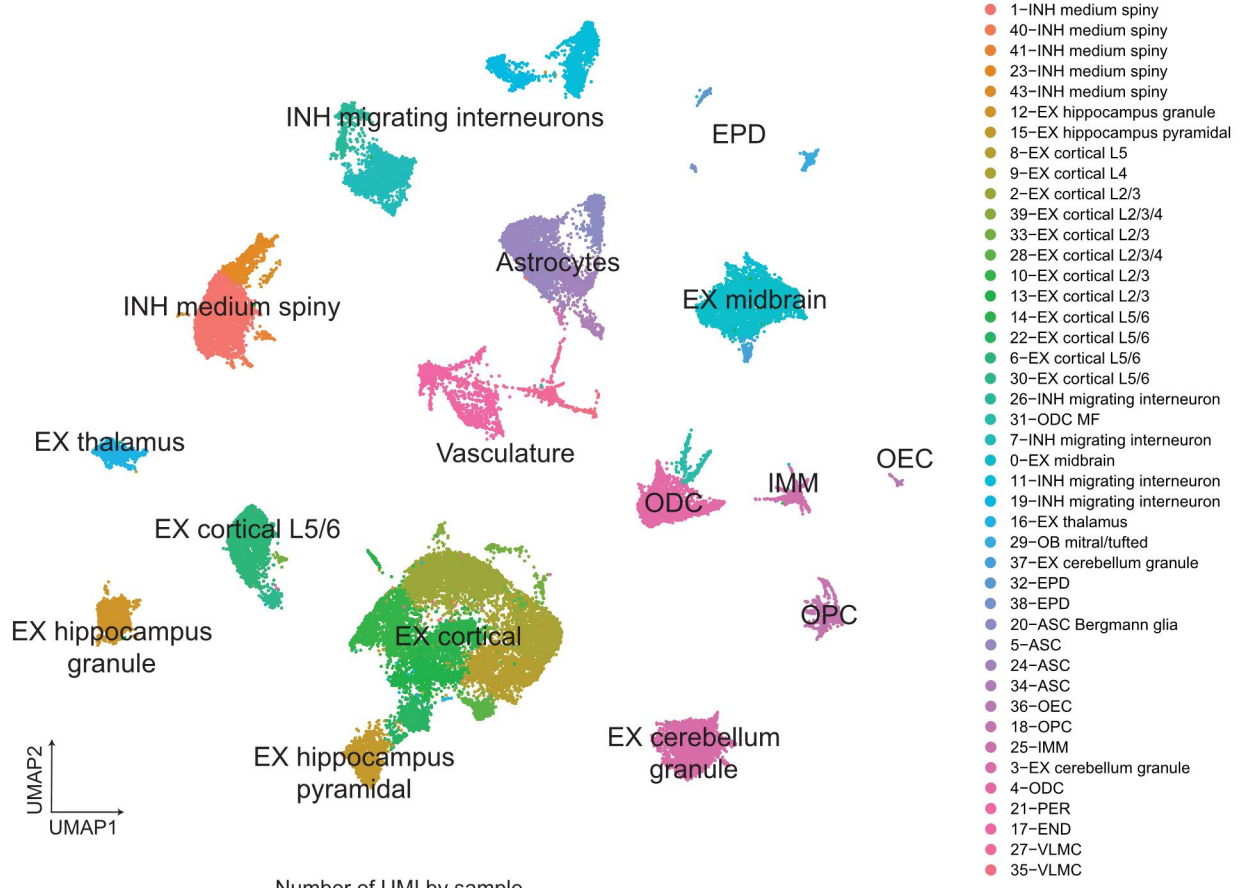 INH migrating interneurons
EPD
Astrocytes
INH medium spiny
EX midbrain
EX thalamus
Vasculature
OEC
IMM
ODC
EX cortical L5/6
OPC
EX hippocampus
granule
EX cortical
EX cerebellum
granule
EX hippocampus
pyramidal
UMAP2
UMAP1
Number of UMI by sample
1−INH medium spiny
40−INH medium spiny
41−INH medium spiny
23−INH medium spiny
43−INH medium spiny
12−EX hippocampus granule
15−EX hippocampus pyramidal
8−EX cortical L5
9−EX cortical L4
2−EX cortical L2/3
39−EX cortical L2/3/4
33−EX cortical L2/3
28−EX cortical L2/3/4
10−EX cortical L2/3
13−EX cortical L2/3
14−EX cortical L5/6
22−EX cortical L5/6
6−EX cortical L5/6
30−EX cortical L5/6
26−INH migrating interneuron
31−ODC MF
7−INH migrating interneuron
0−EX midbrain
11−INH migrating interneuron
19−INH migrating interneuron
16−EX thalamus
29−OB mitral/tufted
37−EX cerebellum granule
32−EPD
38−EPD
20−ASC Bergmann glia
5−ASC
24−ASC
34−ASC
36−OEC
18−OPC
25−IMM
3−EX cerebellum granule
4−ODC
21−PER
17−END
27−VLMC
35−VLMC